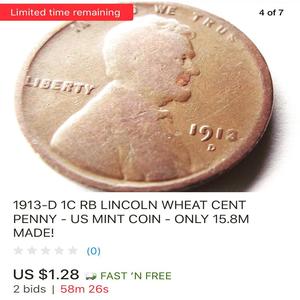 Limited time remaining
4 of 7
WE TRUS
LIBERTY
1913
D
1913-D 1C RB LINCOLN WHEAT CENT
PENNY - US MINT COIN - ONLY 15.8M
MADE!
(0)
US $1.28 FAST 'N FREE
2 bids | 58m 26s